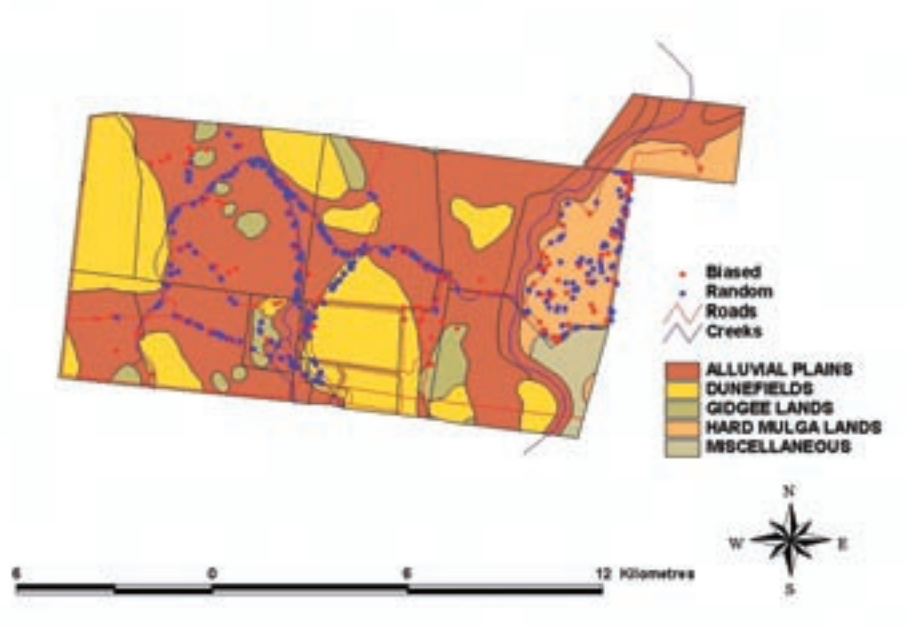 Biased
Random
Roads
Creeks
ALLUVIAL PLAINS
DUNEFIELDS
GIDGEE LANDS
HARD MULGA LANDS
MISCELLANEOUS
N
W E
S
6 0 6 12 Kilometres